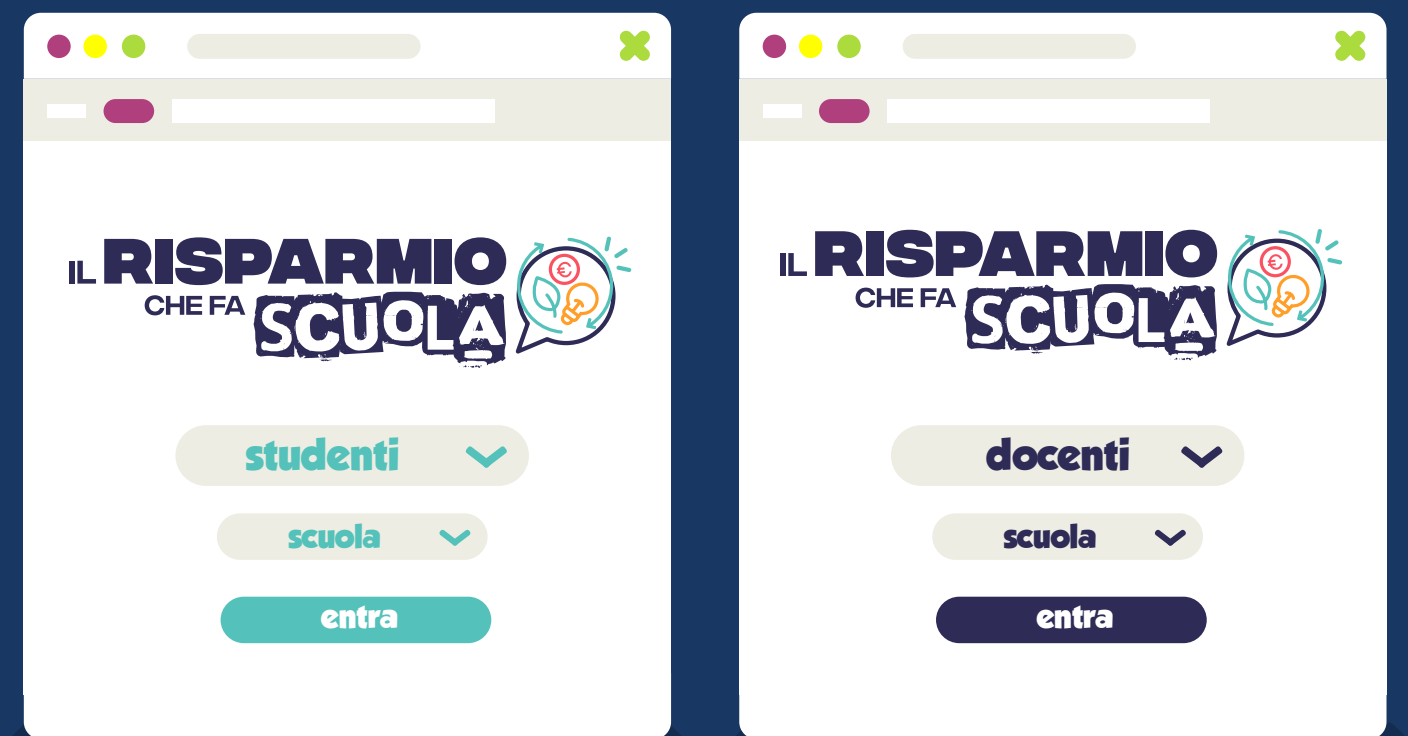 IL RISPARMIO
CHE FA SCUOLA
€
studenti
scuola
entra
IL RISPARMIO
CHE FA SCUOLA
€
docenti
scuola
entra